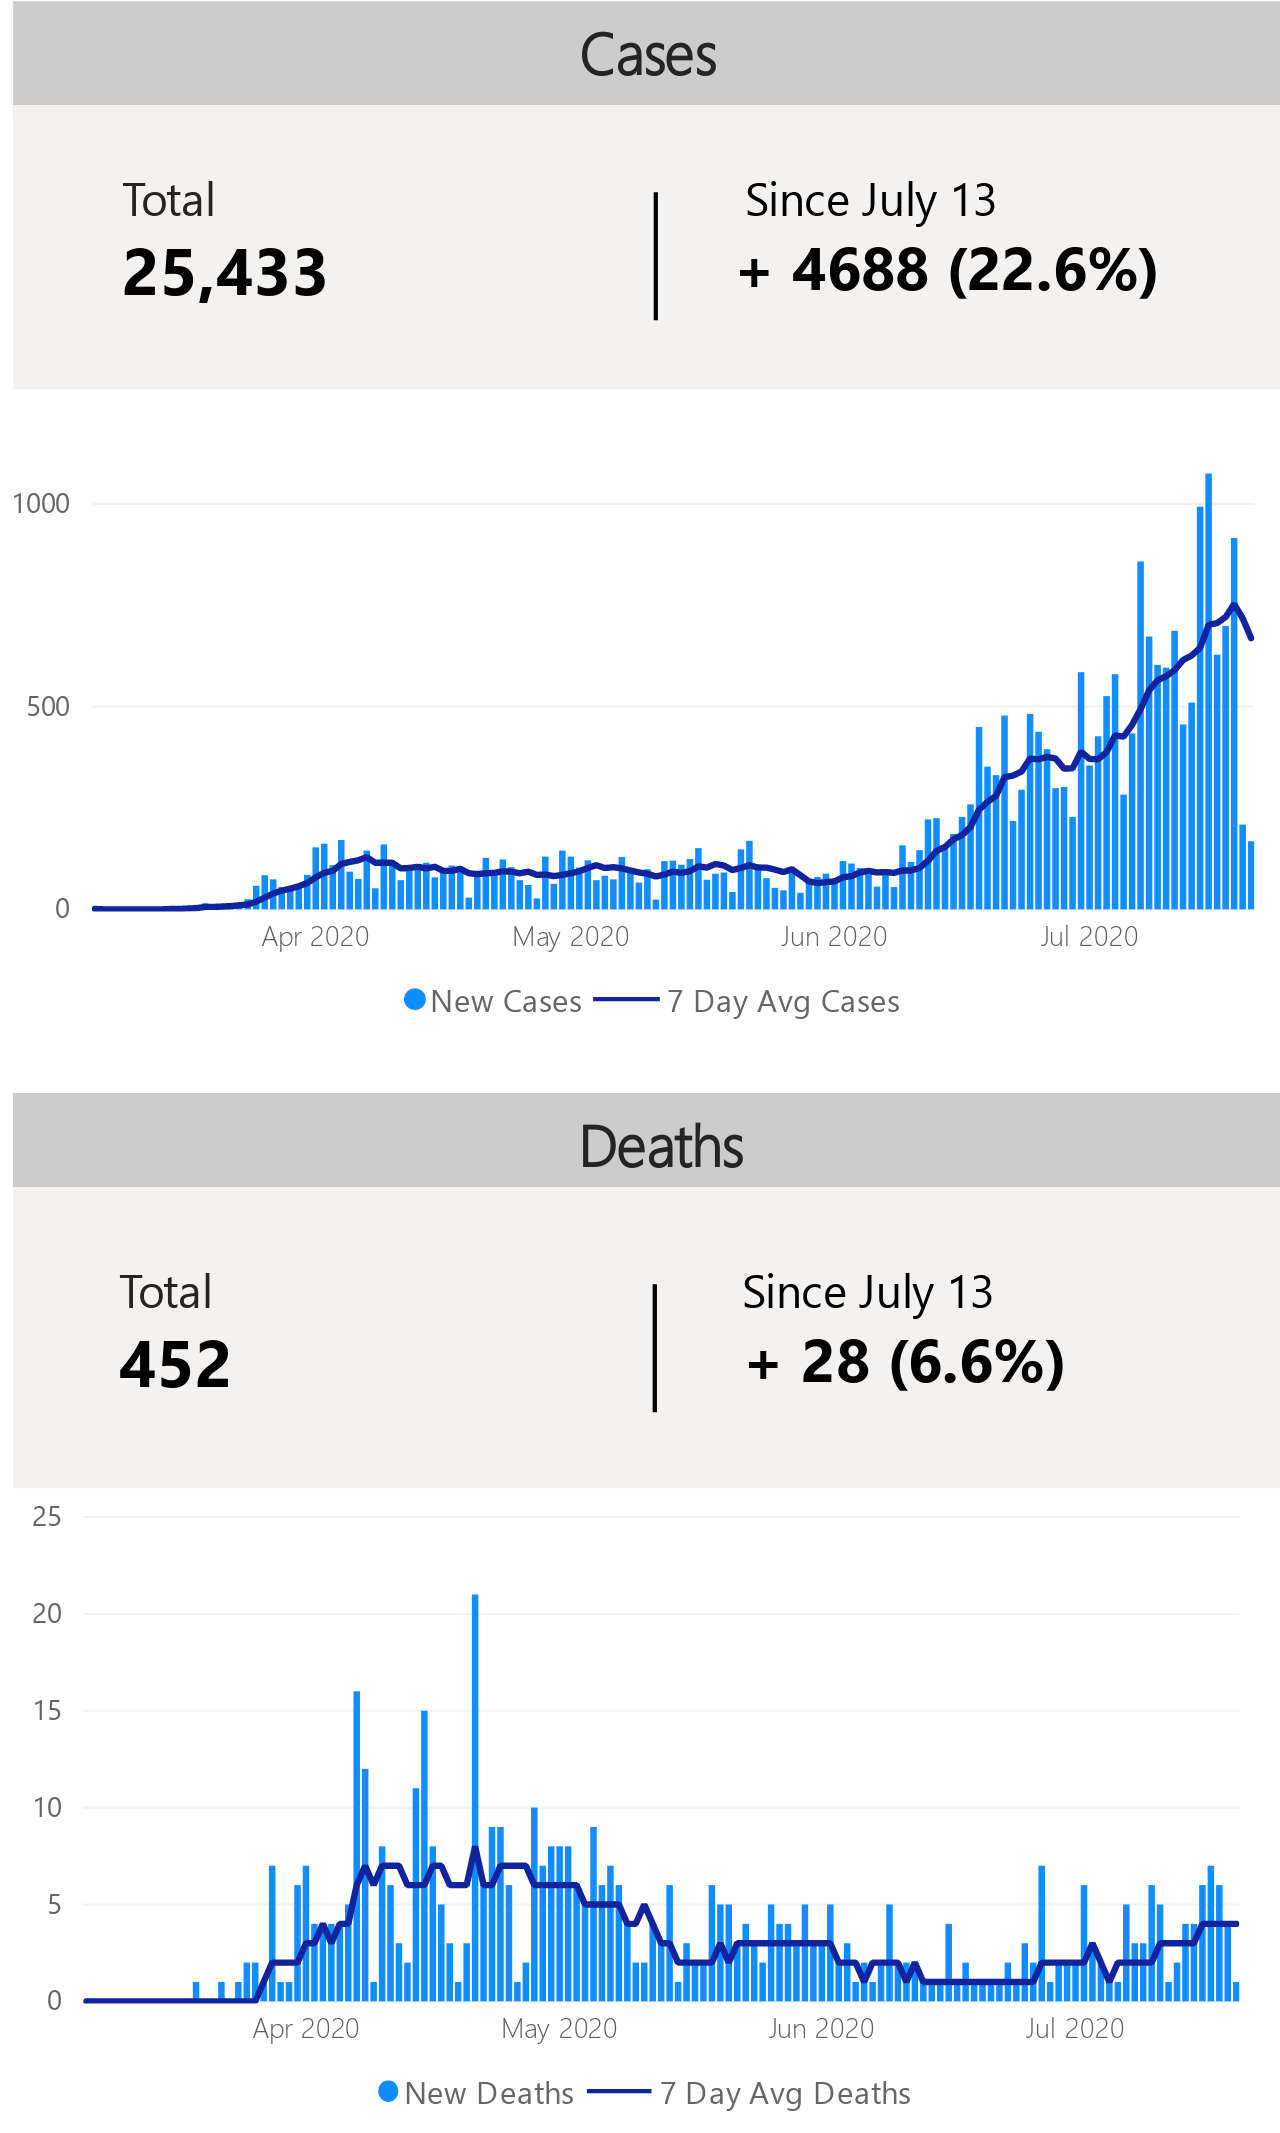 Cases
Total
Since July 13
25,433
+ 4688 (22.6%)
1000
500
0
Apr 2020
May 2020
Jun 2020
Jul 2020
New Cases
7 Day Avg Cases
Deaths
Total
Since July 13
452
+ 28 (6.6%)
25
20
15
10
5
0
Apr 2020
May 2020
Jun 2020
Jul 2020
New Deaths
7 Day Avg Deaths